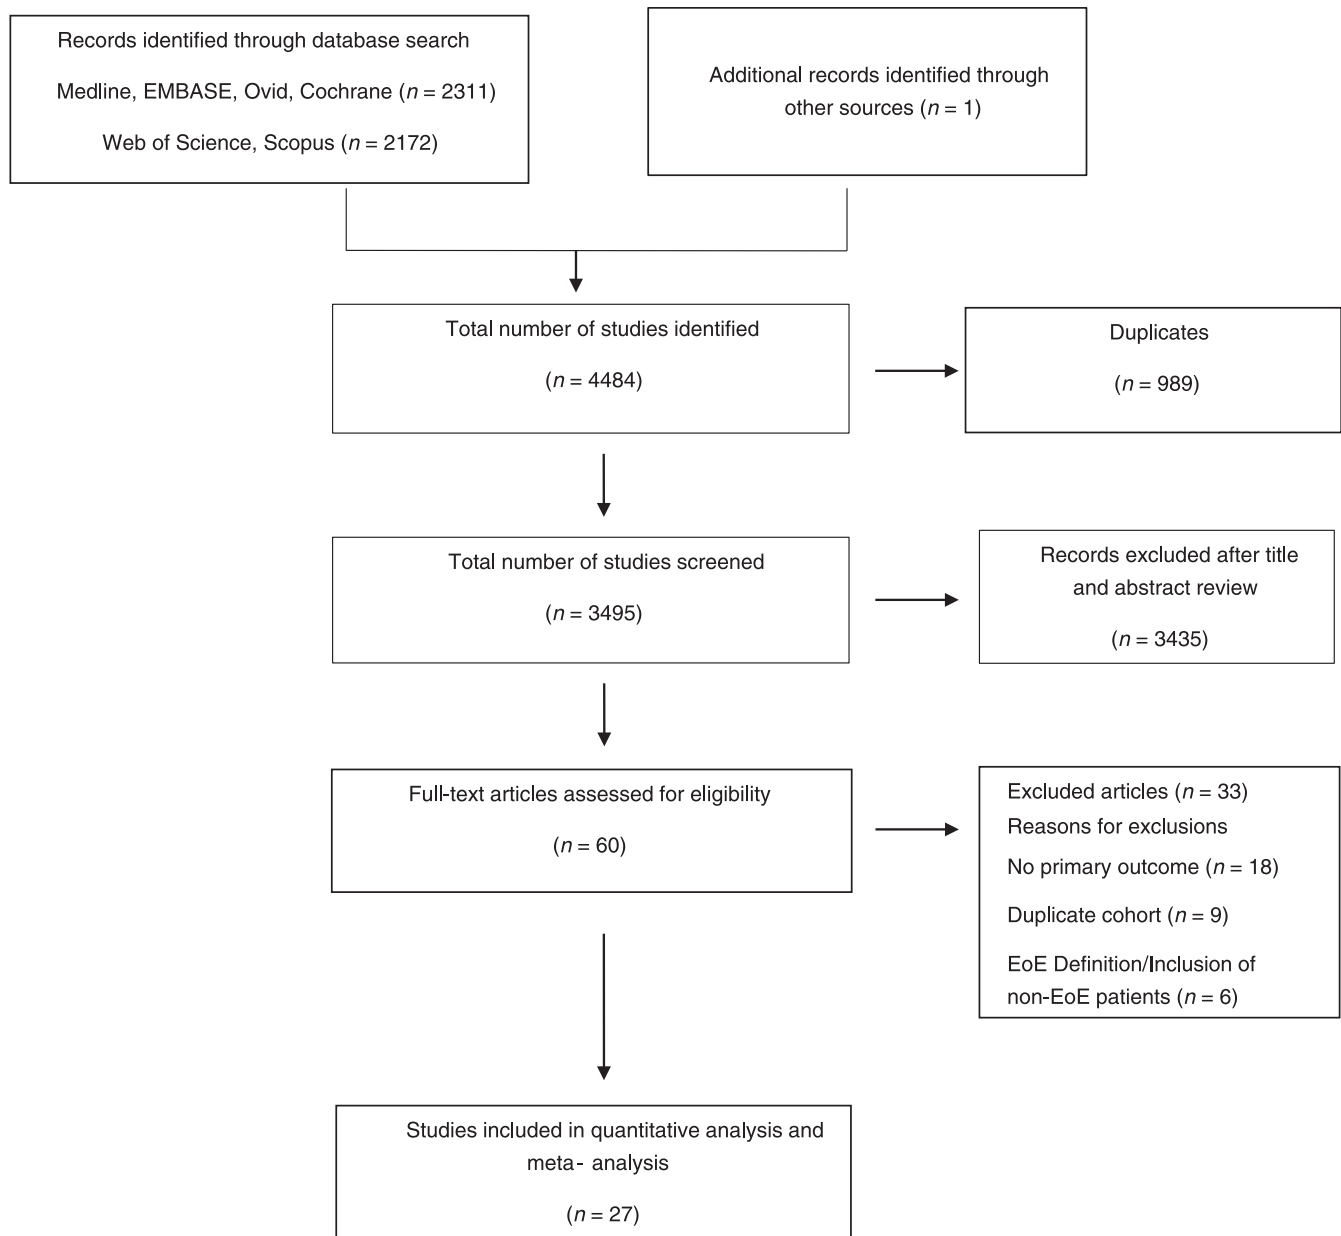 Records identified through database search
Medline, EMBASE, Ovid, Cochrane (n = 2311)
Web of Science, Scopus (n = 2172)
Additional records identified through
other sources (n = 1)
Total number of studies identified
(n = 4484)
Duplicates
(n = 989)
Total number of studies screened
(n = 3495)
Records excluded after title
and abstract review
(n = 3435)
Full-text articles assessed for eligibility
(n = 60)
Excluded articles (n = 33)
Reasons for exclusions
No primary outcome (n = 18)
Duplicate cohort (n = 9)
EoE Definition/Inclusion of
non-EoE patients (n = 6)
Studies included in quantitative analysis and
meta- analysis
(n = 27)